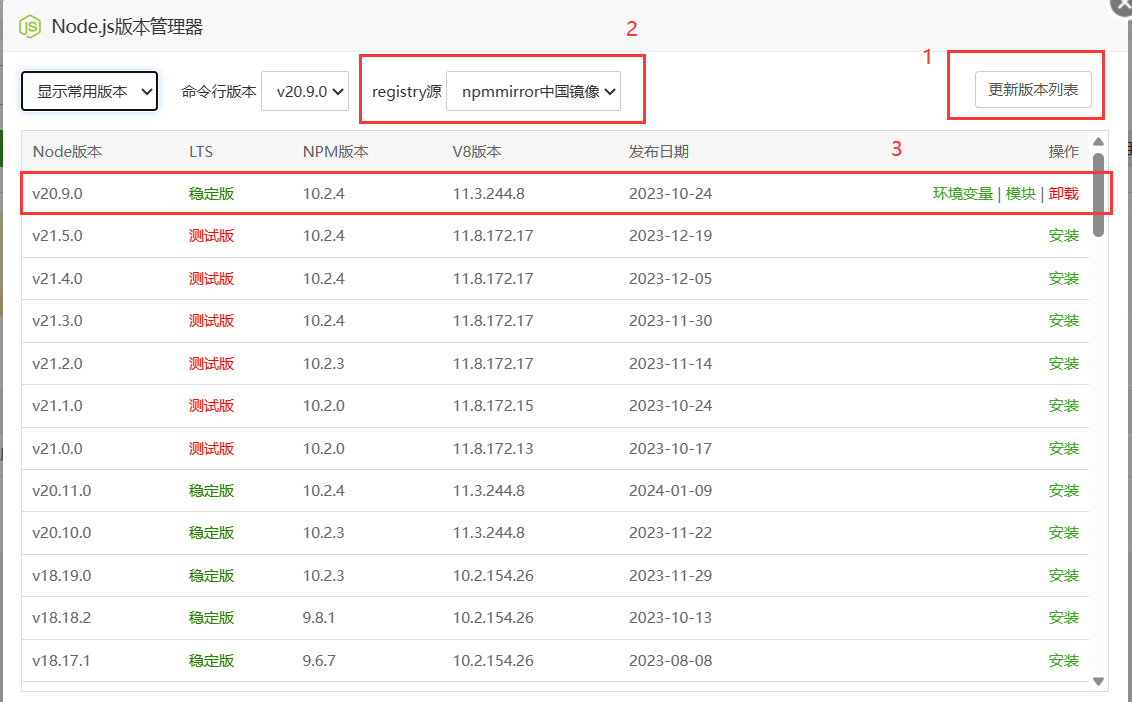 Node.js版本管理器
2
1
显示常用版本 命令行版本 v20.9.0 registry源 npmmirror中国镜像 更新版本列表
Node版本 LTS NPM版本 V8版本 发布日期 3 操作
v20.9.0 稳定版 10.2.4 11.3.244.8 2023-10-24 环境变量 | 模块 | 卸载
v21.5.0 测试版 10.2.4 11.8.172.17 2023-12-19 安装
v21.4.0 测试版 10.2.4 11.8.172.17 2023-12-05 安装
v21.3.0 测试版 10.2.4 11.8.172.17 2023-11-30 安装
v21.2.0 测试版 10.2.3 11.8.172.17 2023-11-14 安装
v21.1.0 测试版 10.2.0 11.8.172.15 2023-10-24 安装
v21.0.0 测试版 10.2.0 11.8.172.13 2023-10-17 安装
v20.11.0 稳定版 10.2.4 11.3.244.8 2024-01-09 安装
v20.10.0 稳定版 10.2.3 11.3.244.8 2023-11-22 安装
v18.19.0 稳定版 10.2.3 10.2.154.26 2023-11-29 安装
v18.18.2 稳定版 9.8.1 10.2.154.26 2023-10-13 安装
v18.17.1 稳定版 9.6.7 10.2.154.26 2023-08-08 安装